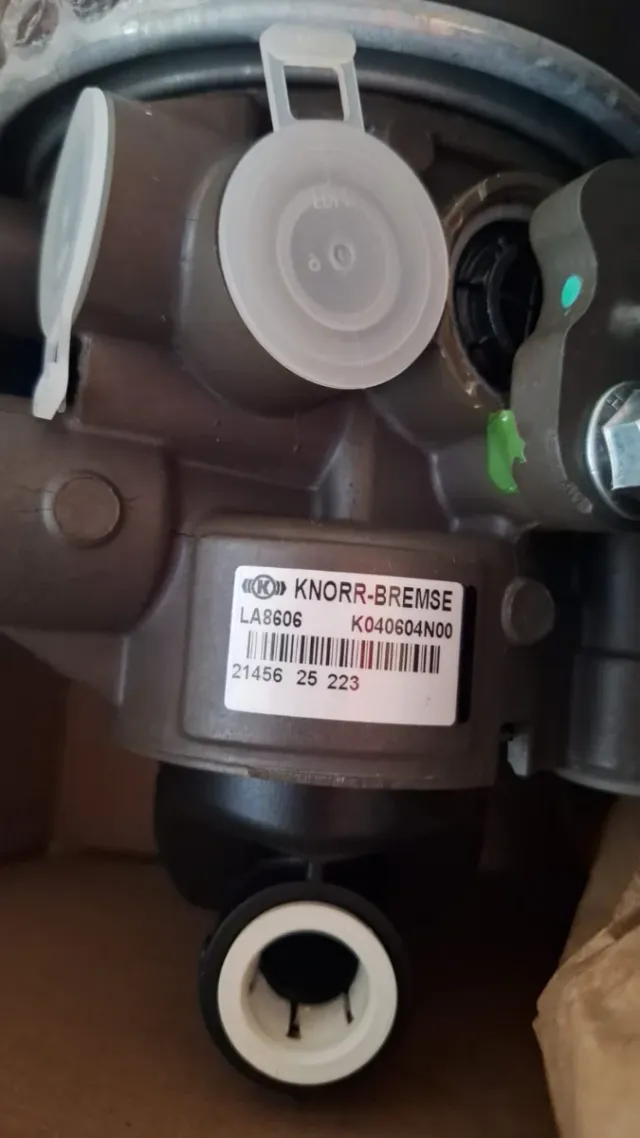 KNORR-BREMSE
LA8606 K040604N00
21456 25 223